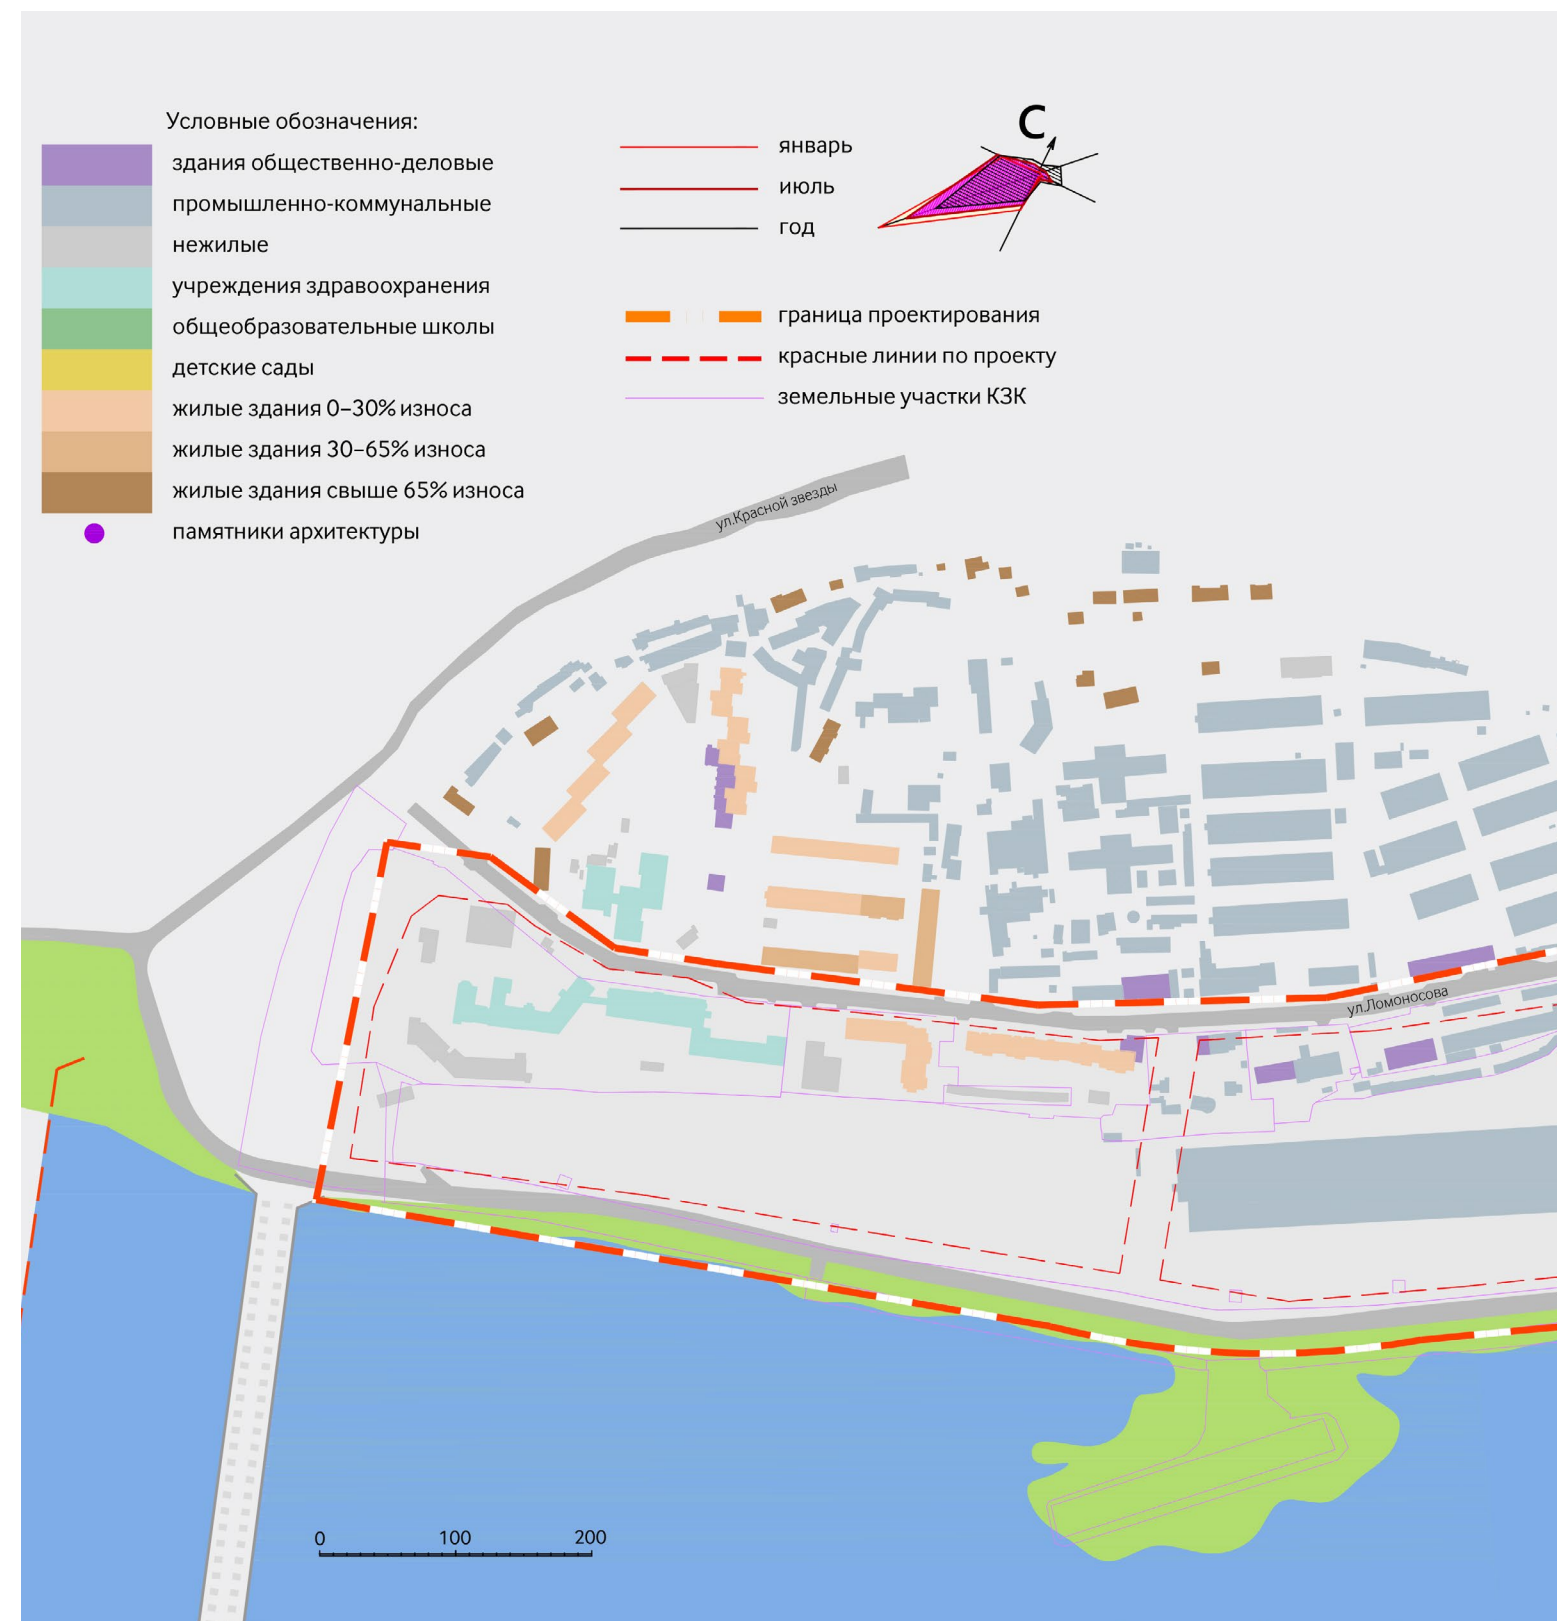 Условные обозначения:
здания общественно-деловые
промышленно-коммунальные
нежилые
учреждения здравоохранения
общеобразовательные школы
детские сады
жилые здания 0–30% износа
жилые здания 30–65% износа
жилые здания свыше 65% износа
памятники архитектуры
январь
июль
год
С
граница проектирования
красные линии по проекту
земельные участки КЗК
ул.Красной звезды
ул.Ломоносова
0 100 200